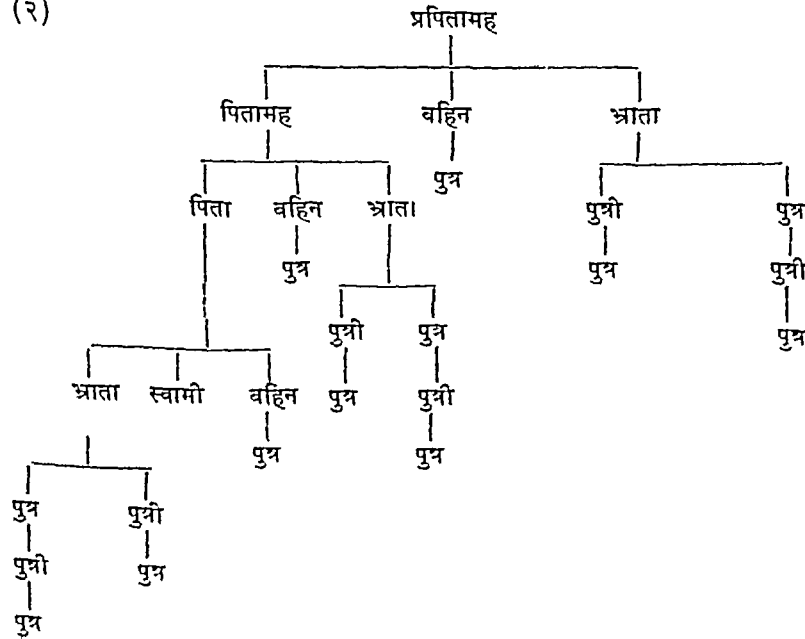 (२)
प्रपितामह
पितामह वहिन भ्राता
पुत्र
पिता वहिन भ्रात। पुत्री पुत्र
पुत्र पुत्र पुत्री
पुत्री पुत्र पुत्र
भ्राता स्वामी वहिन पुत्र पुत्री
पुत्र पुत्र
पुत्र पुत्री
पुत्री पुत्र
पुत्र